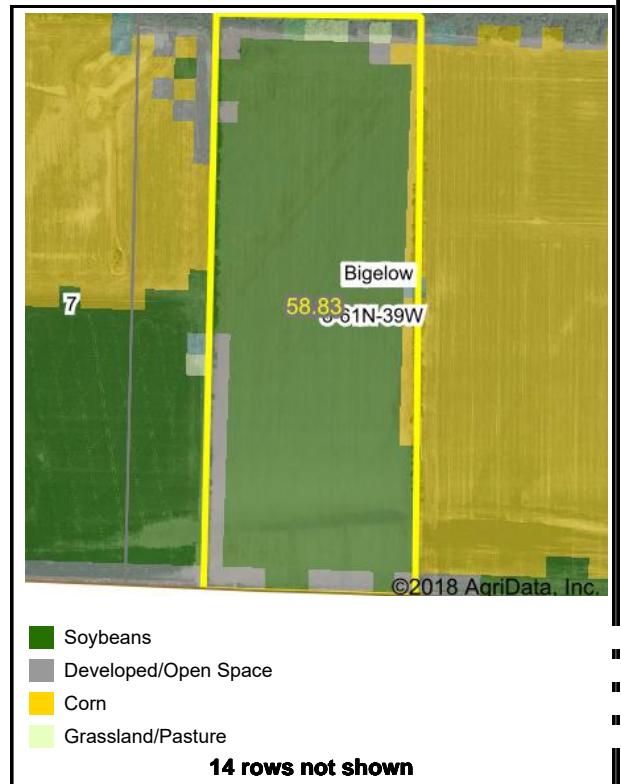 Bigelow
7
58.83
61N-39W
©2018 AgriData, Inc.
Soybeans
Developed/Open Space
Corn
Grassland/Pasture
14 rows not shown